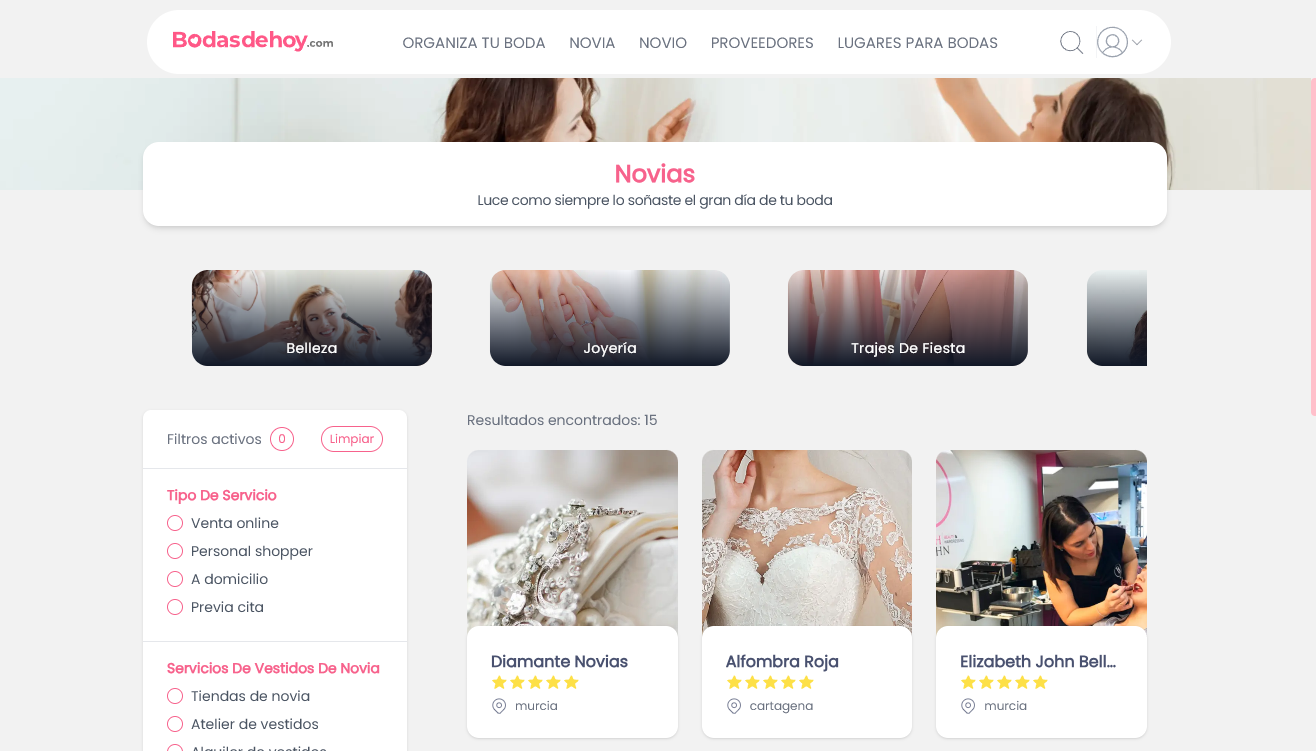 Bodasdehoy.com
ORGANIZA TU BODA NOVIA NOVIO PROVEEDORES LUGARES PARA BODAS
Novias
Luce como siempre lo soñaste el gran día de tu boda
Belleza
Joyería
Trajes De Fiesta
Filtros activos 0 Limpiar
Tipo De Servicio
Venta online
Personal shopper
A domicilio
Previa cita
Servicios De Vestidos De Novia
Tiendas de novia
Atelier de vestidos
Alquiler de vestidos
Resultados encontrados: 15
Diamante Novias
murcia
Alfombra Roja
cartagena
Elizabeth John Bell...
murcia